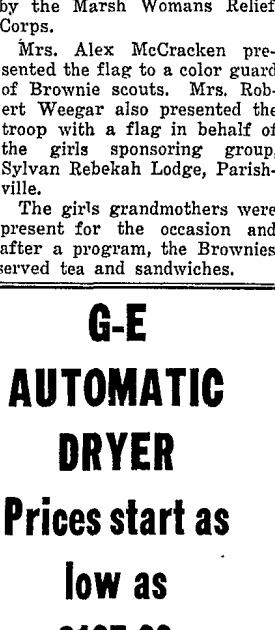 by the Marsh Womans Relief
Corps.
Mrs. Alex McCracken pre-
sented the flag to a color guard
of Brownie scouts. Mrs. Rob-
ert Weegar also presented the
troop with a flag in behalf of
the girls sponsoring group,
Sylvan Rebekah Lodge, Parish-
ville.
The girls grandmothers were
present for the occasion and
after a program, the Brownies
served tea and sandwiches.
G-E
AUTOMATIC
DRYER
Prices start as
low as